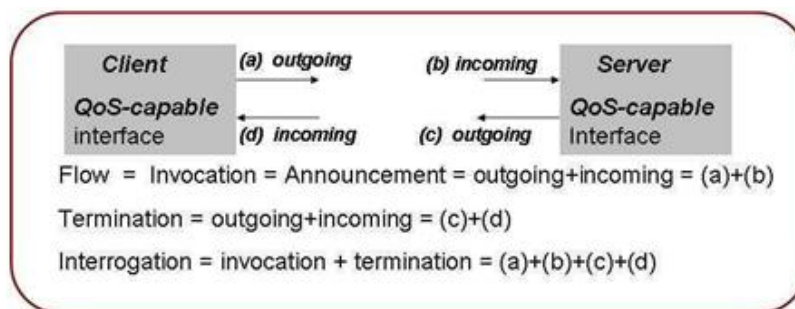 Client
QoS-capable
interface
(a) outgoing
(d) incoming
(b) incoming
(c) outgoing
Server
QoS-capable
Interface
Flow = Invocation = Announcement = outgoing+incoming = (a)+(b)
Termination = outgoing+incoming = (c)+(d)
Interrogation = invocation + termination = (a)+(b)+(c)+(d)